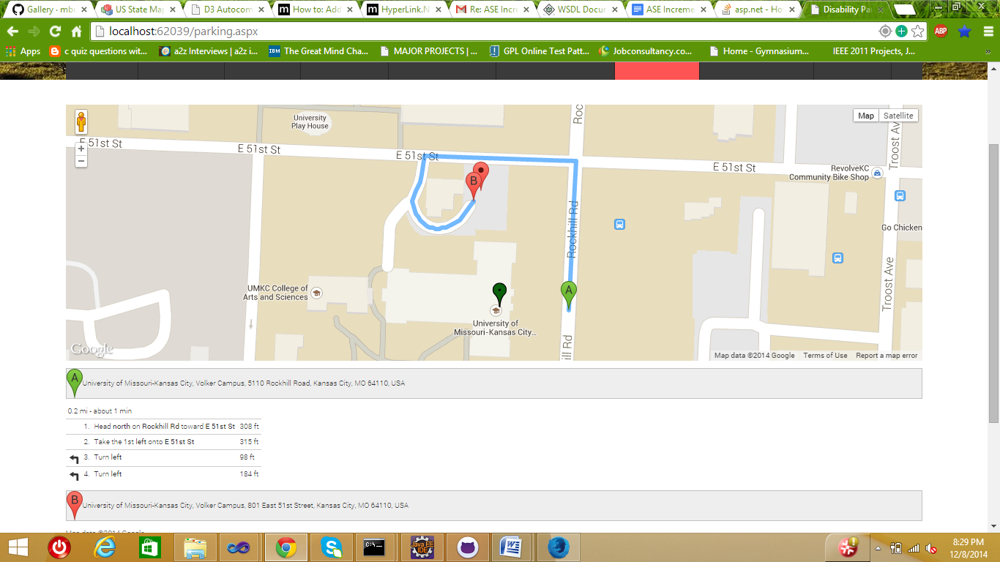 Gallery · mbo
US State Map
D3 Autocom
How to: Add
HyperLink.N
Re: ASE Incre
WSDL Docu
ASE Increme
asp.net - Ho
Disability Pa
localhost:62039/parking.aspx
ABP
Apps
c quiz questions wit...
a2z Interviews | a2z i...
IBM
The Great Mind Cha...
MAJOR PROJECTS | ...
GPL Online Test Patt...
Jobconsultancy.co...
Home - Gymnasium...
IEEE 2011 Projects, J...
»
University
Play House
Map
Satellite
E 51st St
E 51st St
E 51st St
E 51st St
Roc
Rockhill Rd
ill Rd
Troost Av
Troost Ave
RevolveKC
Community Bike Shop
Go Chicken
B
A
UMKC College of
Arts and Sciences
University of
Missouri-Kansas City...
Google
Map data ©2014 Google
Terms of Use
Report a map error
A
University of Missouri-Kansas City, Volker Campus, 5110 Rockhill Road, Kansas City, MO 64110, USA
0.2 mi - about 1 min
1. Head north on Rockhill Rd toward E 51st St 308 ft
2. Take the 1st left onto E 51st St 315 ft
3. Turn left 98 ft
4. Turn left 184 ft
B
University of Missouri-Kansas City, Volker Campus, 801 East 51st Street, Kansas City, MO 64110, USA
Map data ©2014 Google
Java EE
IDE
8:29 PM
12/8/2014